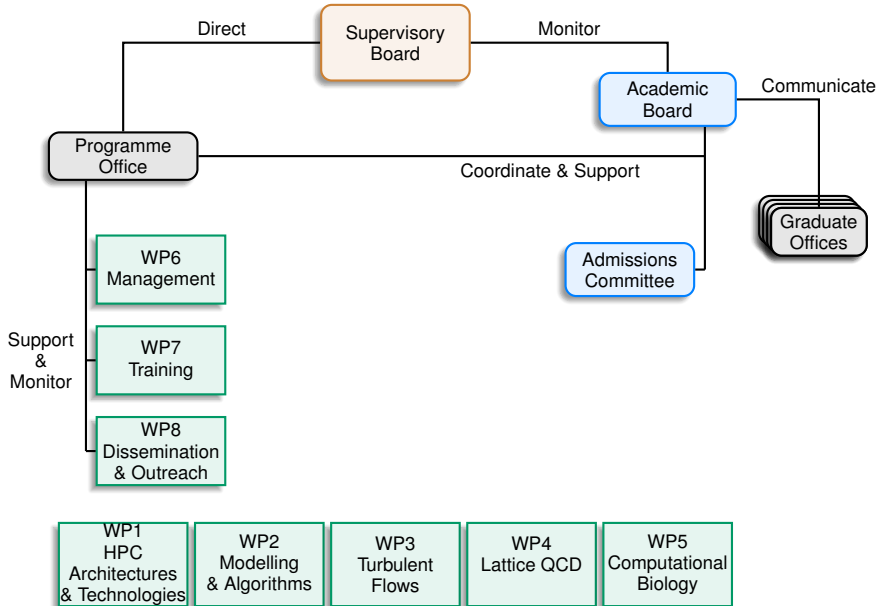 Direct
Supervisory
Board
Monitor
Academic
Board
Communicate
Programme
Office
Coordinate & Support
Graduate
Offices
WP6
Management
Admissions
Committee
Support
&
Monitor
WP7
Training
WP8
Dissemination
& Outreach
WP1
HPC
Architectures
& Technologies
WP2
Modelling
& Algorithms
WP3
Turbulent
Flows
WP4
Lattice QCD
WP5
Computational
Biology